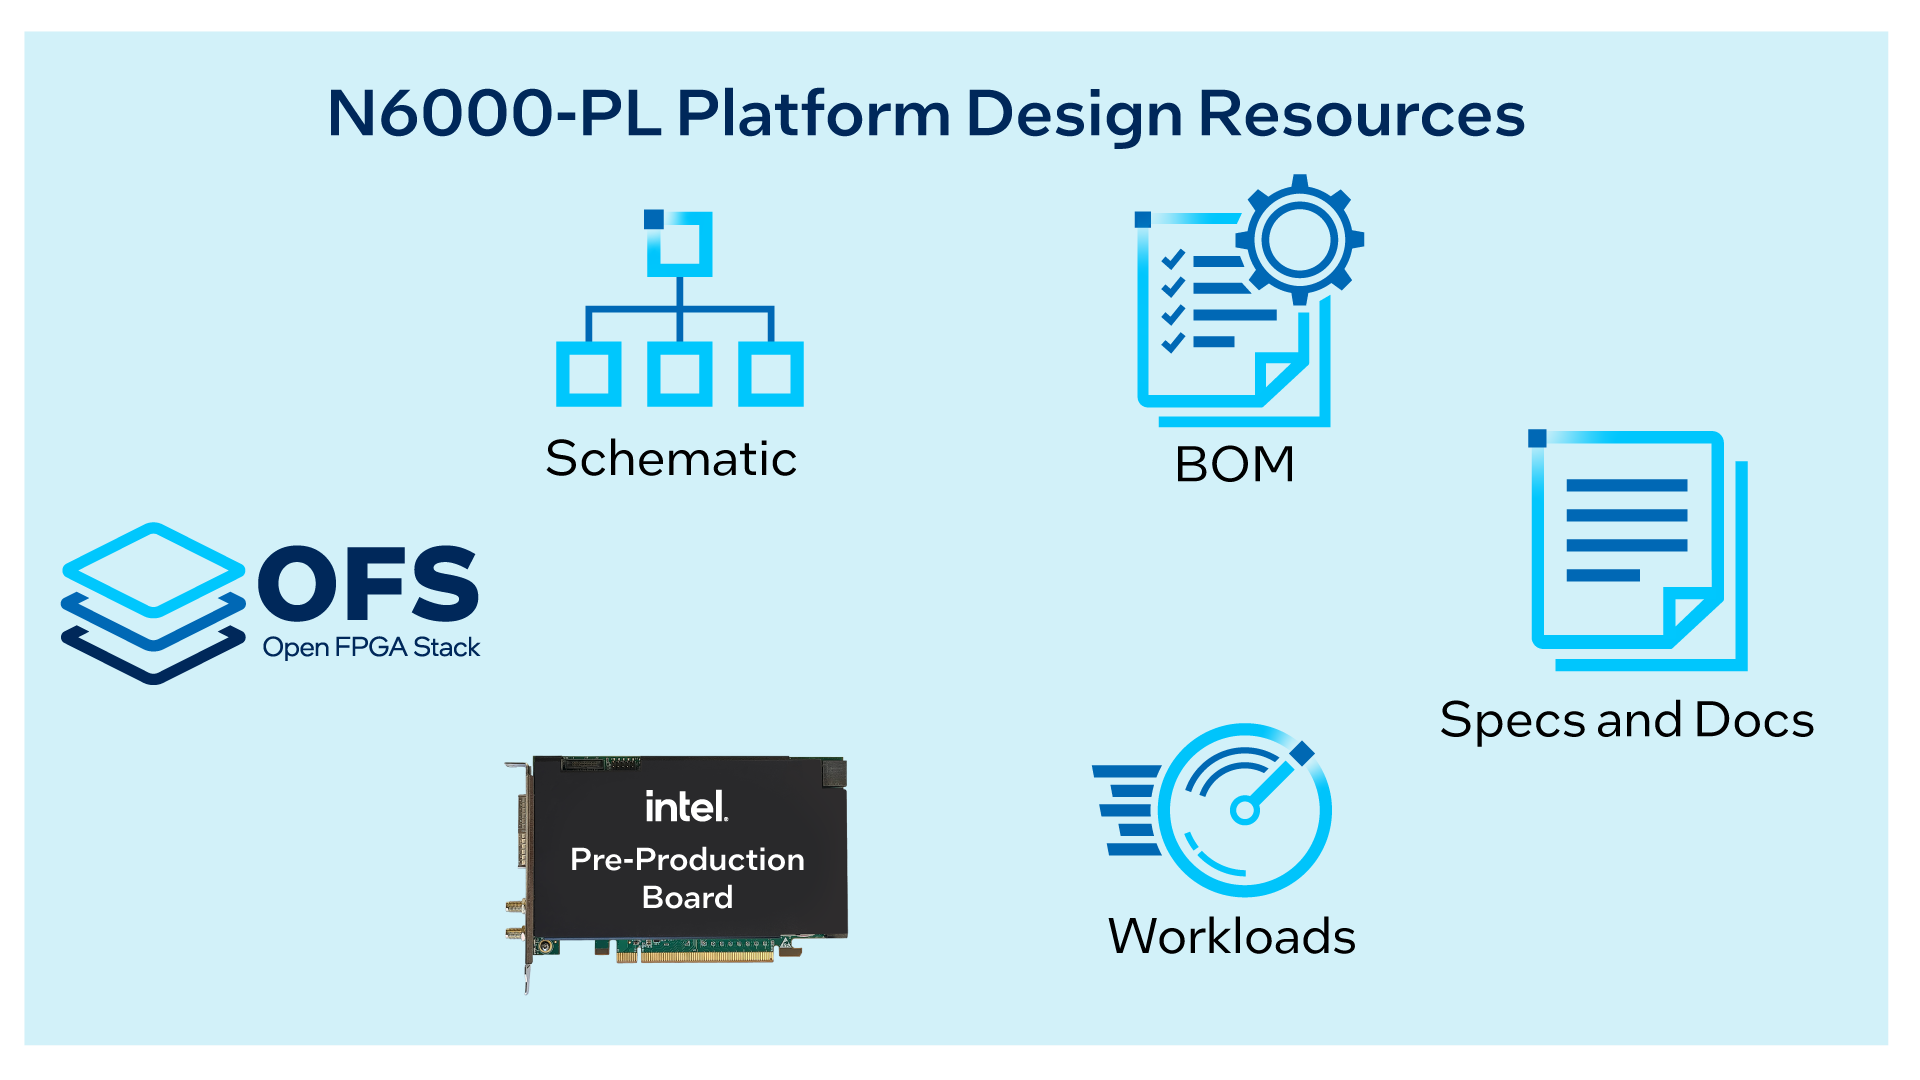 N6000-PL Platform Design Resources
Schematic
BOM
OFS
Open FPGA Stack
Specs and Docs
intel.
Pre-Production
Board
Workloads